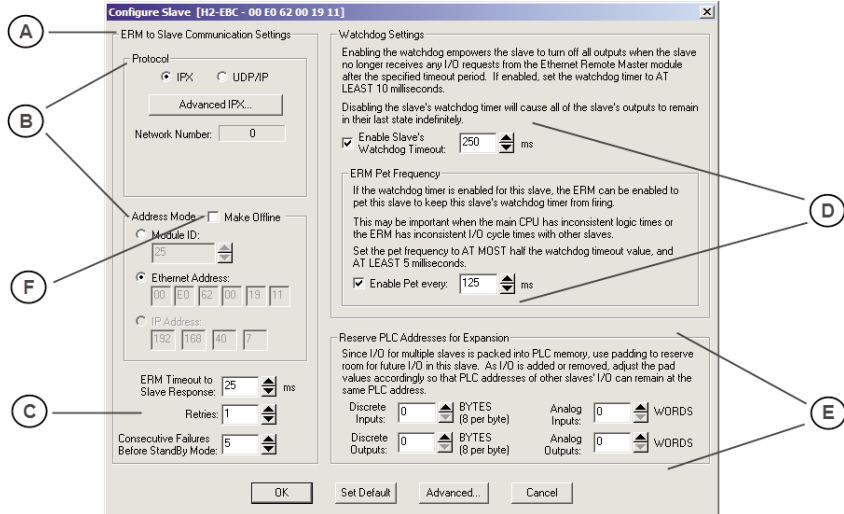 Configure Slave [H2-EBC - 00 E0 62 00 19 11]
A
ERM to Slave Communication Settings
B
Protocol
IPX
UDP/IP
Advanced IPX...
Network Number:
0
Address Mode
Make Offline
F
Module ID:
25
Ethernet Address:
00 E0 62 00 19 11
IP Address:
192 168 40 7
C
ERM Timeout to
Slave Response:
25
ms
Retries:
1
Consecutive Failures
Before StandBy Mode:
5
Watchdog Settings
Enabling the watchdog empowers the slave to turn off all outputs when the slave
no longer receives any I/O requests from the Ethernet Remote Master module
after the specified timeout period. If enabled, set the watchdog timer to AT
LEAST 10 milliseconds.
Disabling the slave's watchdog timer will cause all of the slave's outputs to remain
in their last state indefinitely.
Enable Slave's
Watchdog Timeout:
250
ms
D
ERM Pet Frequency
If the watchdog timer is enabled for this slave, the ERM can be enabled to
pet this slave to keep this slave's watchdog timer from firing.
This may be important when the main CPU has inconsistent logic times or
the ERM has inconsistent I/O cycle times with other slaves.
Set the pet frequency to AT MOST half the watchdog timeout value, and
AT LEAST 5 milliseconds.
Enable Pet every:
125
ms
Reserve PLC Addresses for Expansion
Since I/O for multiple slaves is packed into PLC memory, use padding to reserve
room for future I/O in this slave. As I/O is added or removed, adjust the pad
values accordingly so that PLC addresses of other slaves' I/O can remain at the
same PLC address.
E
Discrete
Inputs:
0
BYTES
(8 per byte)
Analog
Inputs:
0
WORDS
Discrete
Outputs:
0
BYTES
(8 per byte)
Analog
Outputs:
0
WORDS
OK
Set Default
Advanced...
Cancel